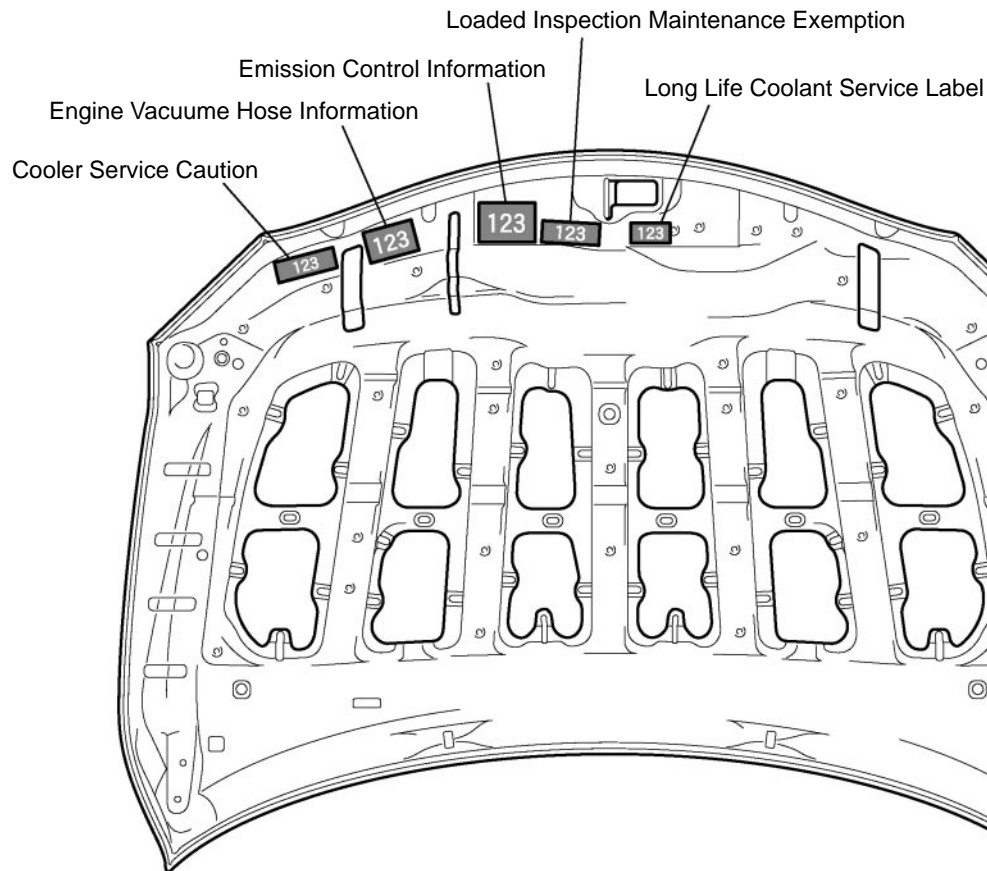 Loaded Inspection Maintenance Exemption
Emission Control Information
Long Life Coolant Service Label
Engine Vacuume Hose Information
Cooler Service Caution
123
123
123
123
123